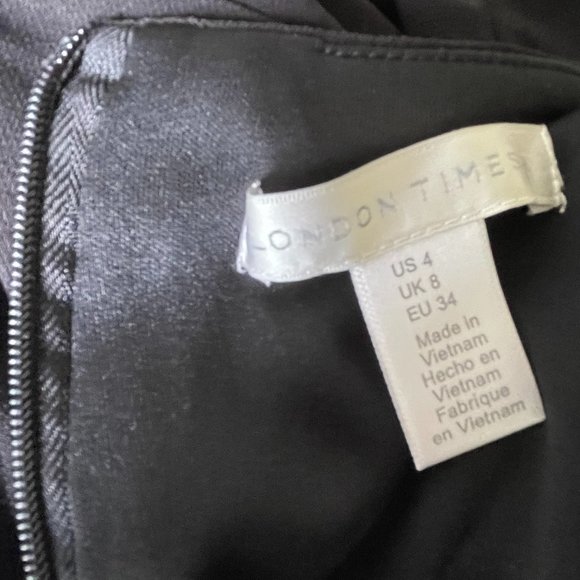 LONDON TIMES
US 4
UK 8
EU 34
Made in
Vietnam
Hecho en
Vietnam
Fabrique
en Vietnam